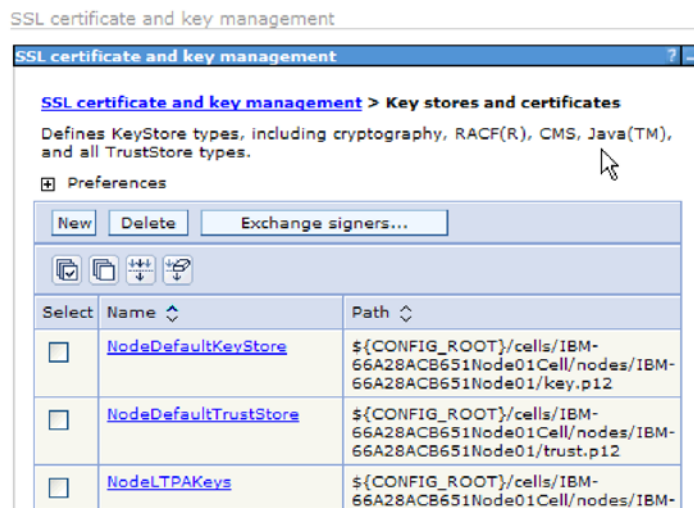 SSL certificate and key management
SSL certificate and key management ? -
SSL certificate and key management > Key stores and certificates
Defines KeyStore types, including cryptography, RACF(R), CMS, Java(TM),
and all TrustStore types.
Preferences
New Delete Exchange signers...
Select Name Path
NodeDefaultKeyStore ${CONFIG_ROOT}/cells/IBM-
66A28ACB651Node01Cell/nodes/IBM-
66A28ACB651Node01/key.p12
NodeDefaultTrustStore ${CONFIG_ROOT}/cells/IBM-
66A28ACB651Node01Cell/nodes/IBM-
66A28ACB651Node01/trust.p12
NodeLTPAKeys ${CONFIG_ROOT}/cells/IBM-
66A28ACB651Node01Cell/nodes/IBM-